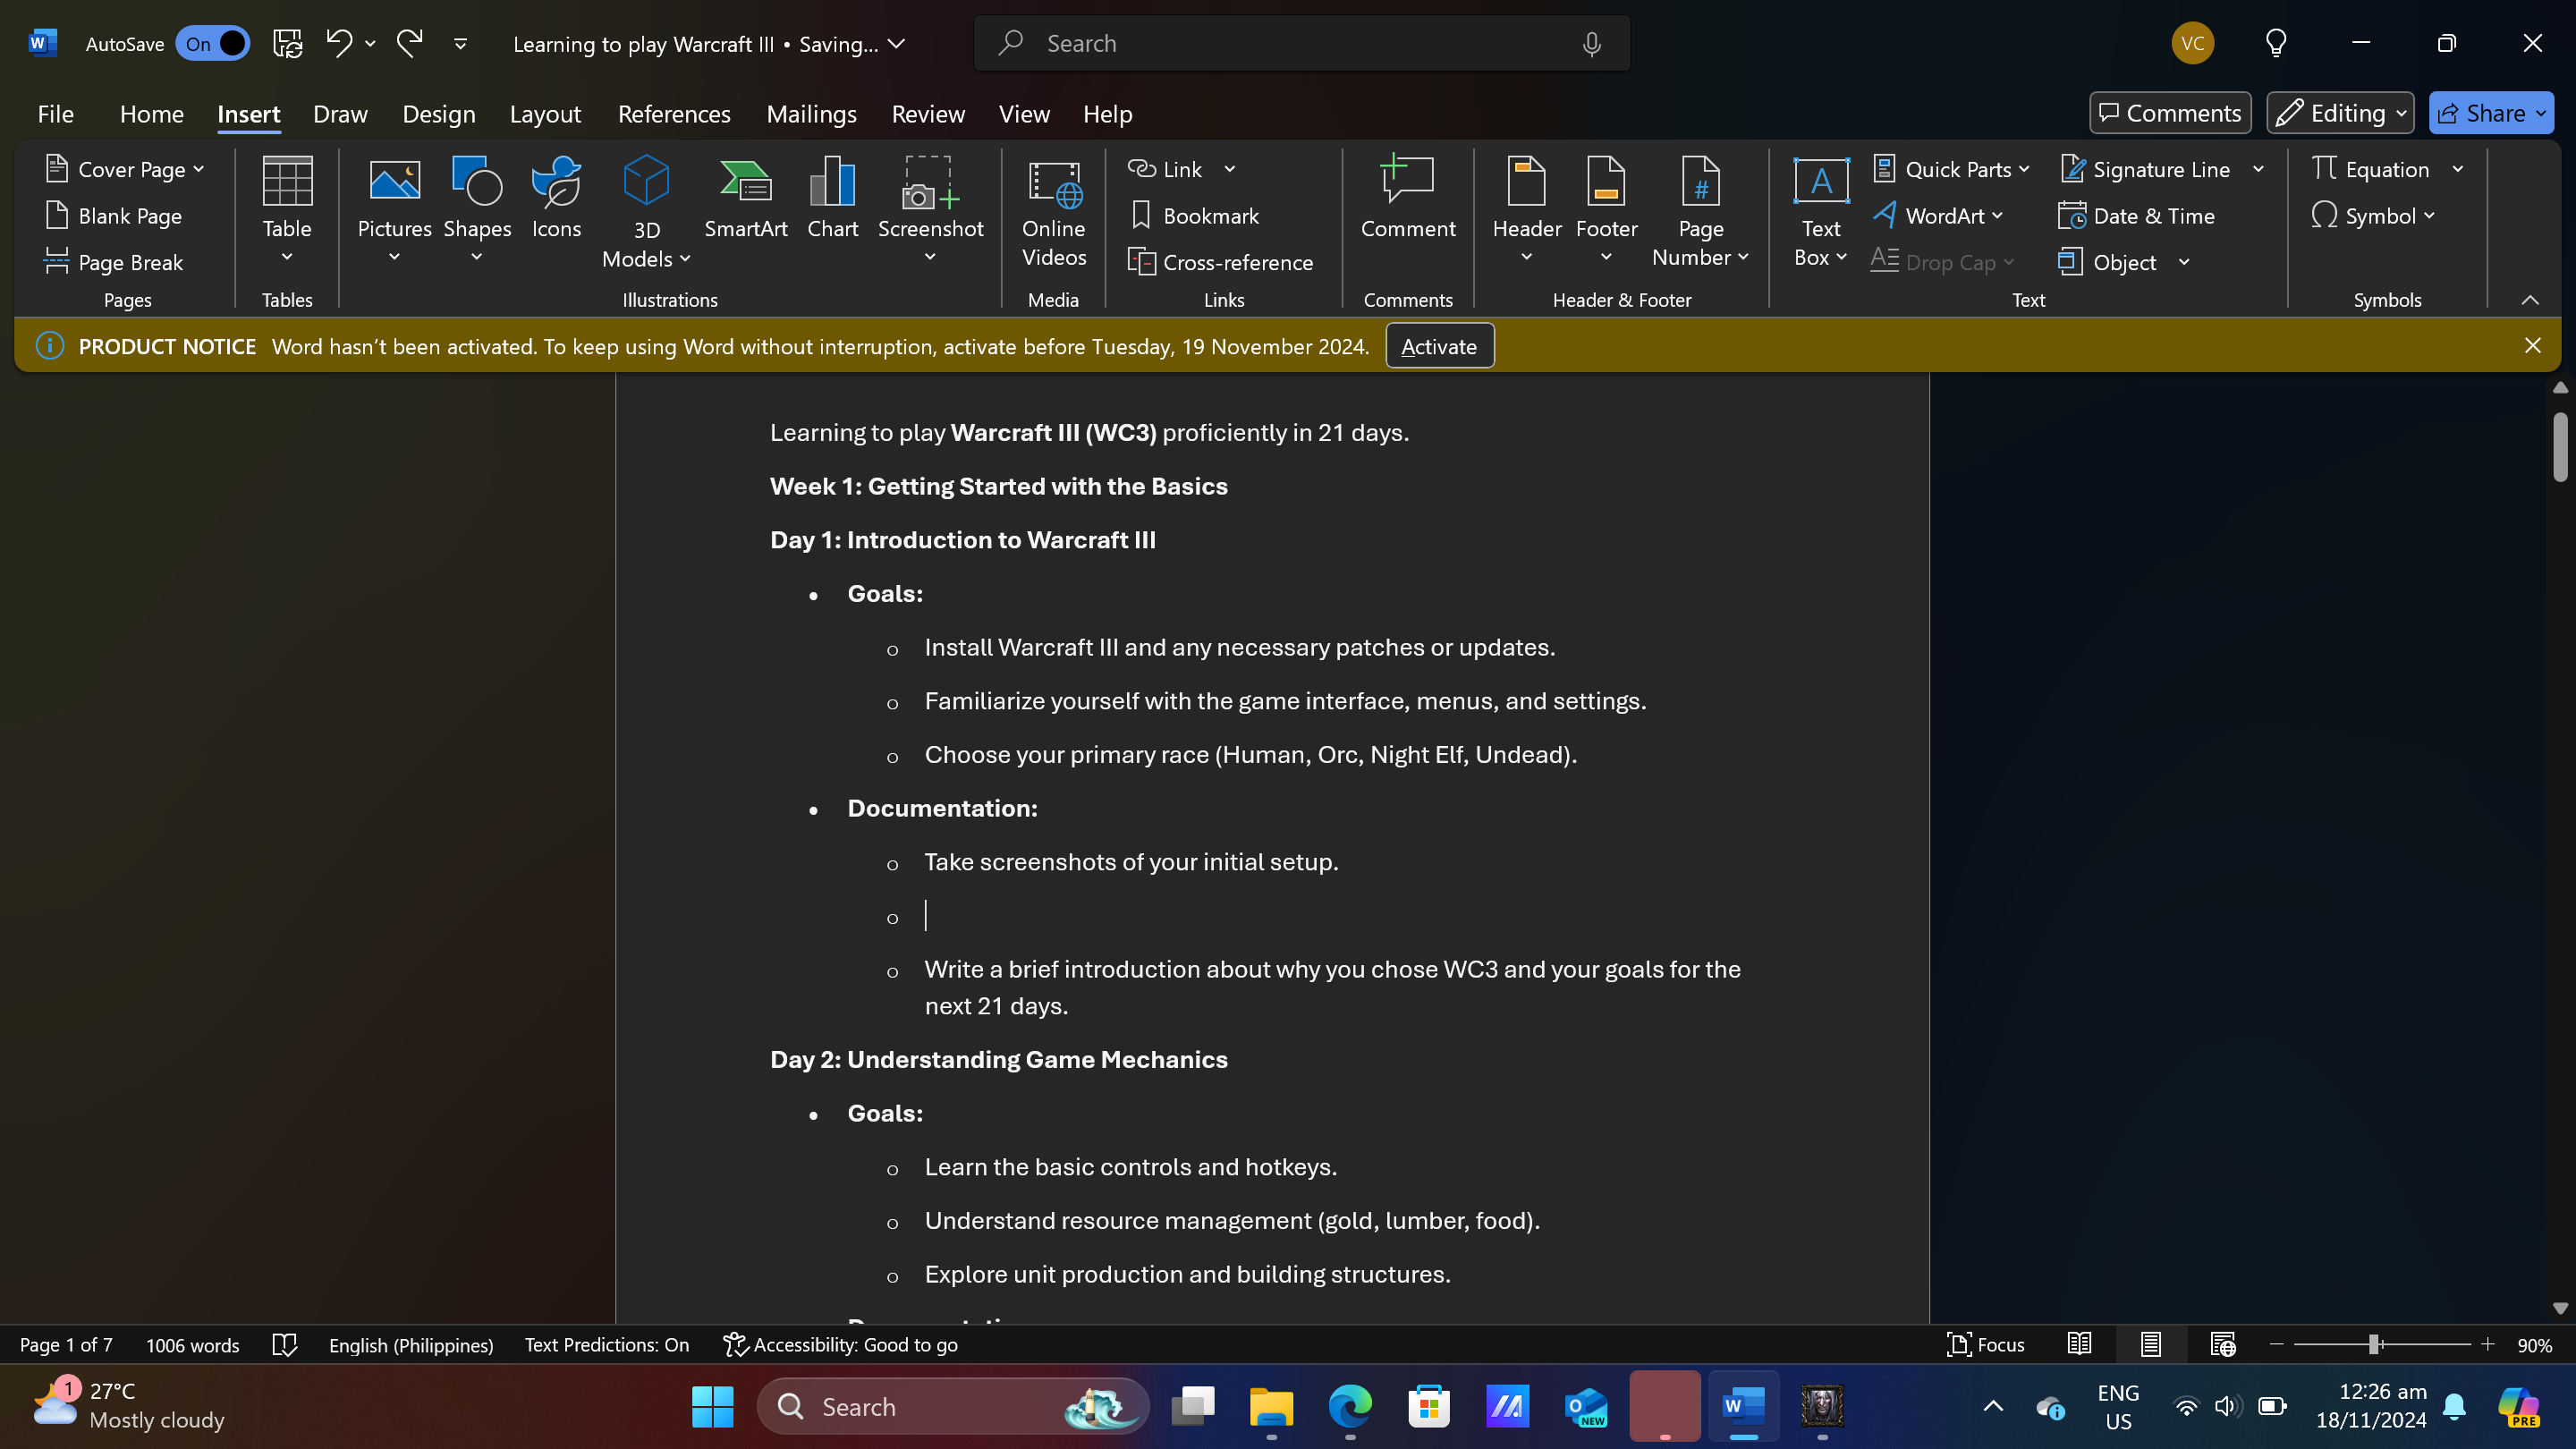 W AutoSave On Learning to play Warcraft III • Saving... Search VC
File Home Insert Draw Design Layout References Mailings Review View Help Comments Editing Share
Cover Page
Blank Page
Page Break
Pages
Table
Tables
Pictures Shapes Icons 3D Models SmartArt Chart Screenshot
Illustrations
Online Videos
Media
Link
Bookmark
Cross-reference
Links
Comment
Comments
Header Footer Page Number
Header & Footer
Text Box
Quick Parts
WordArt
Drop Cap
Signature Line
Date & Time
Object
Text
Equation
Symbol
Symbols
PRODUCT NOTICE Word hasn’t been activated. To keep using Word without interruption, activate before Tuesday, 19 November 2024. Activate
Learning to play Warcraft III (WC3) proficiently in 21 days.
Week 1: Getting Started with the Basics
Day 1: Introduction to Warcraft III
• Goals:
o Install Warcraft III and any necessary patches or updates.
o Familiarize yourself with the game interface, menus, and settings.
o Choose your primary race (Human, Orc, Night Elf, Undead).
• Documentation:
o Take screenshots of your initial setup.
o
o Write a brief introduction about why you chose WC3 and your goals for the
next 21 days.
Day 2: Understanding Game Mechanics
• Goals:
o Learn the basic controls and hotkeys.
o Understand resource management (gold, lumber, food).
o Explore unit production and building structures.
Page 1 of 7 1006 words English (Philippines) Text Predictions: On Accessibility: Good to go Focus 90%
1 27°C
Mostly cloudy
Search
NEW
W
ENG
US
12:26 am
18/11/2024
PRE